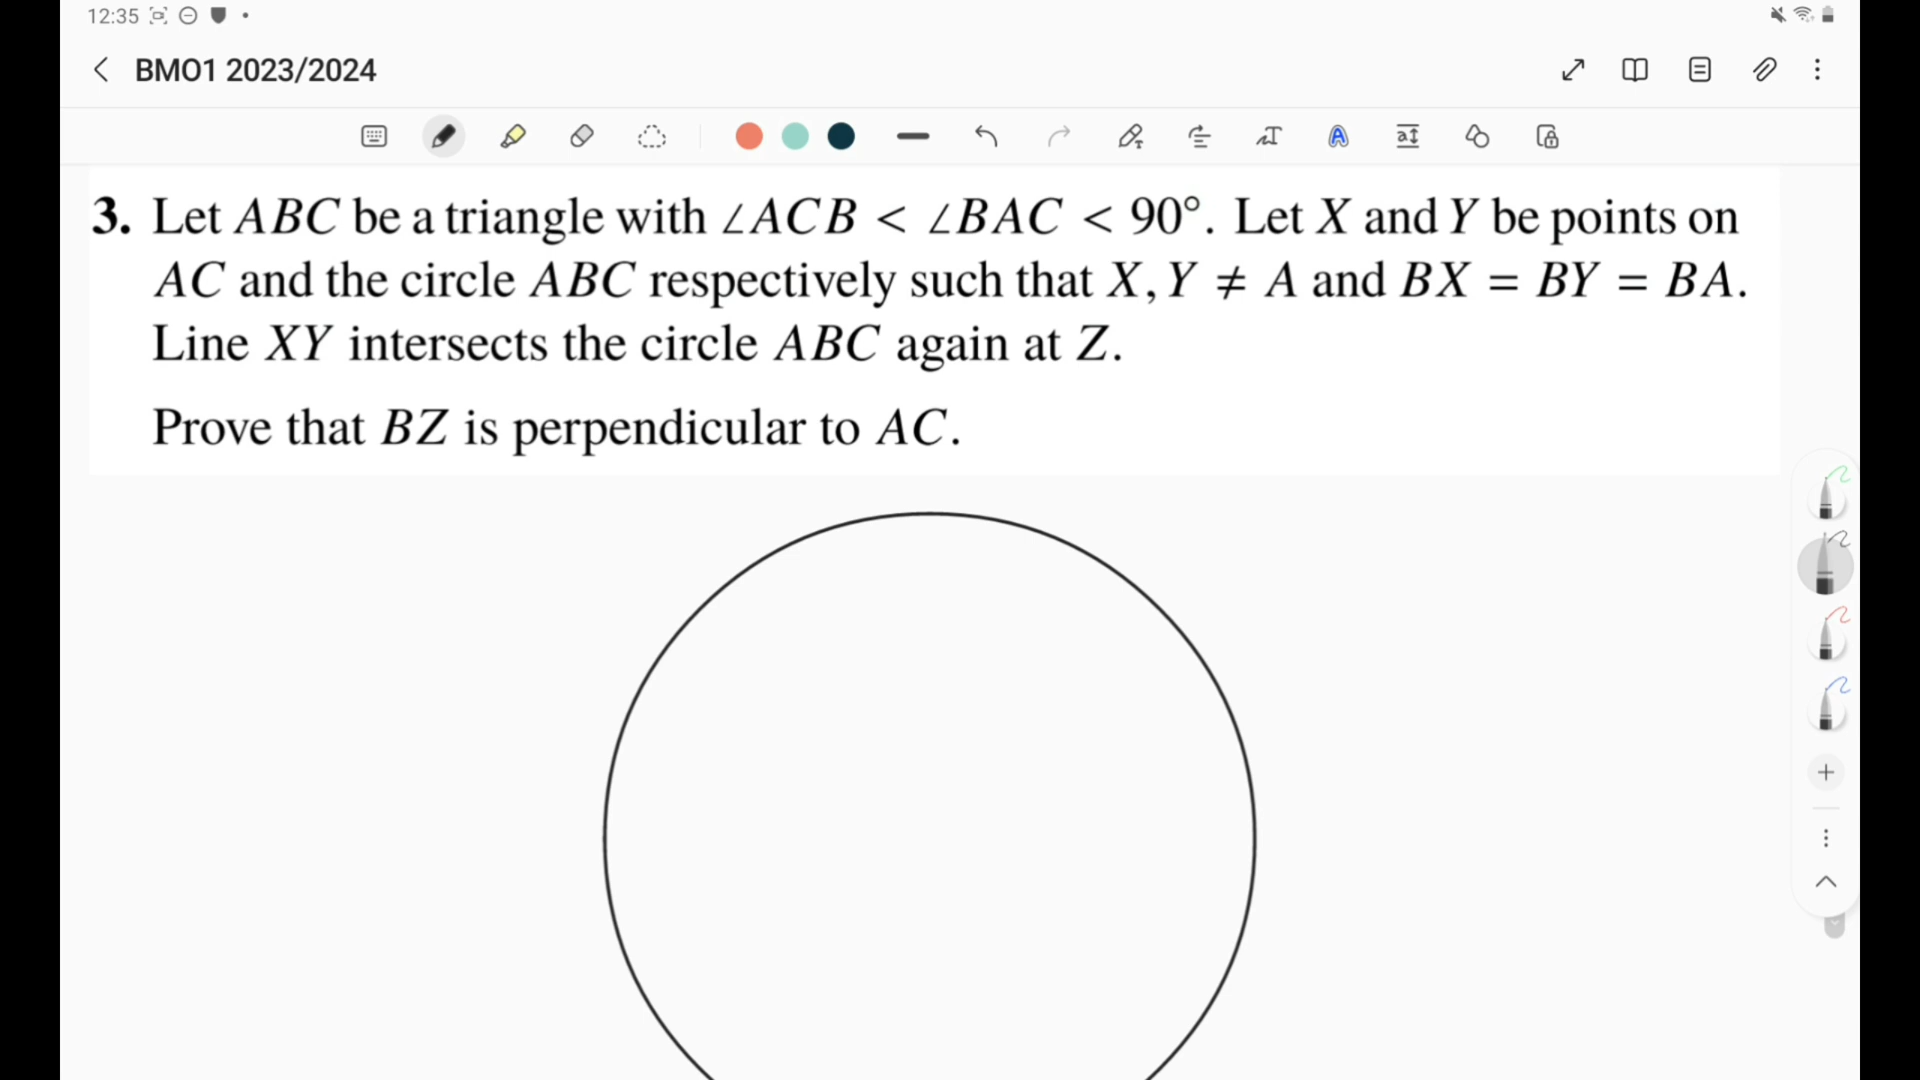 12:35
BMO1 2023/2024
3. Let ABC be a triangle with ∠ACB < ∠BAC < 90°. Let X and Y be points on
AC and the circle ABC respectively such that X, Y ≠ A and BX = BY = BA.
Line XY intersects the circle ABC again at Z.
Prove that BZ is perpendicular to AC.